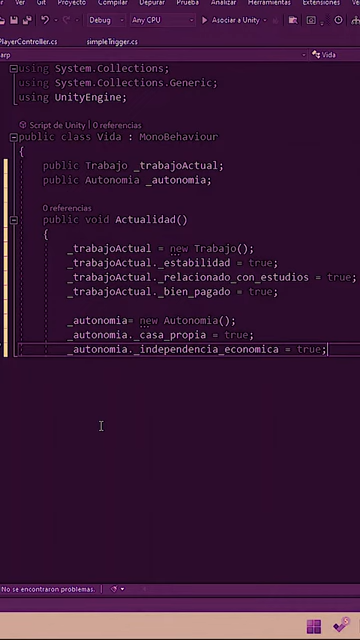 Proyecto Compilar Depurar Prueba Analizar Herramientas Extensiones
Debug Any CPU Asociar a Unity
PlayerController.cs simpleTrigger.cs
arp Vida
using System.Collections;
using System.Collections.Generic;
using UnityEngine;
Script de Unity | 0 referencias
public class Vida : MonoBehaviour
{
public Trabajo _trabajoActual;
public Autonomia _autonomia;
0 referencias
public void Actualidad()
{
_trabajoActual = new Trabajo();
_trabajoActual._estabilidad = true;
_trabajoActual._relacionado_con_estudios = true;
_trabajoActual._bien_pagado = true;
_autonomia= new Autonomia();
_autonomia._casa_propia = true;
_autonomia._independencia_economica = true;
No se encontraron problemas.